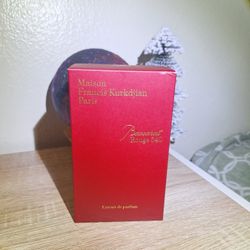 Maison
Francis Kurkdjian
Paris
Baccarat
Rouge 540
Extrait de parfum